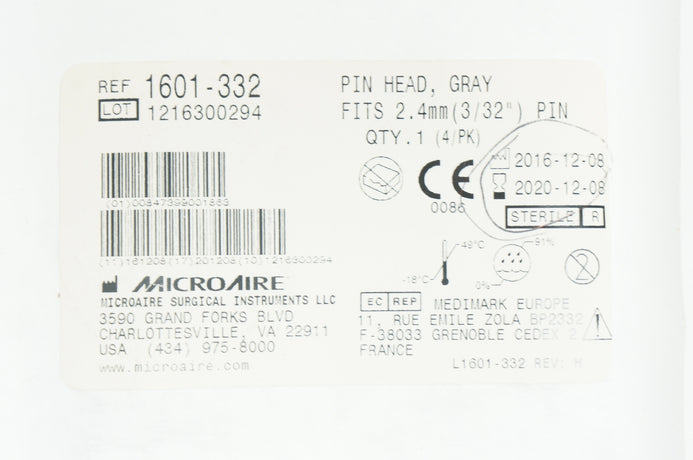 REF 1601-332
LOT 1216300294
PIN HEAD, GRAY
FITS 2.4mm(3/32") PIN
QTY.1 (4/PK)
(01)00847399001863
(11)161208(17)201208(10)1216300294
CE
0086
2016-12-08
2020-12-08
STERILE R
-18°C 49°C
0% 91%
2
MICROAIRE
MICROAIRE SURGICAL INSTRUMENTS LLC
3590 GRAND FORKS BLVD
CHARLOTTESVILLE, VA 22911
USA (434) 975-8000
www.microaire.com
EC REP MEDIMARK EUROPE
11, RUE EMILE ZOLA BP2332
F-38033 GRENOBLE CEDEX 2
FRANCE
L1601-332 REV: H